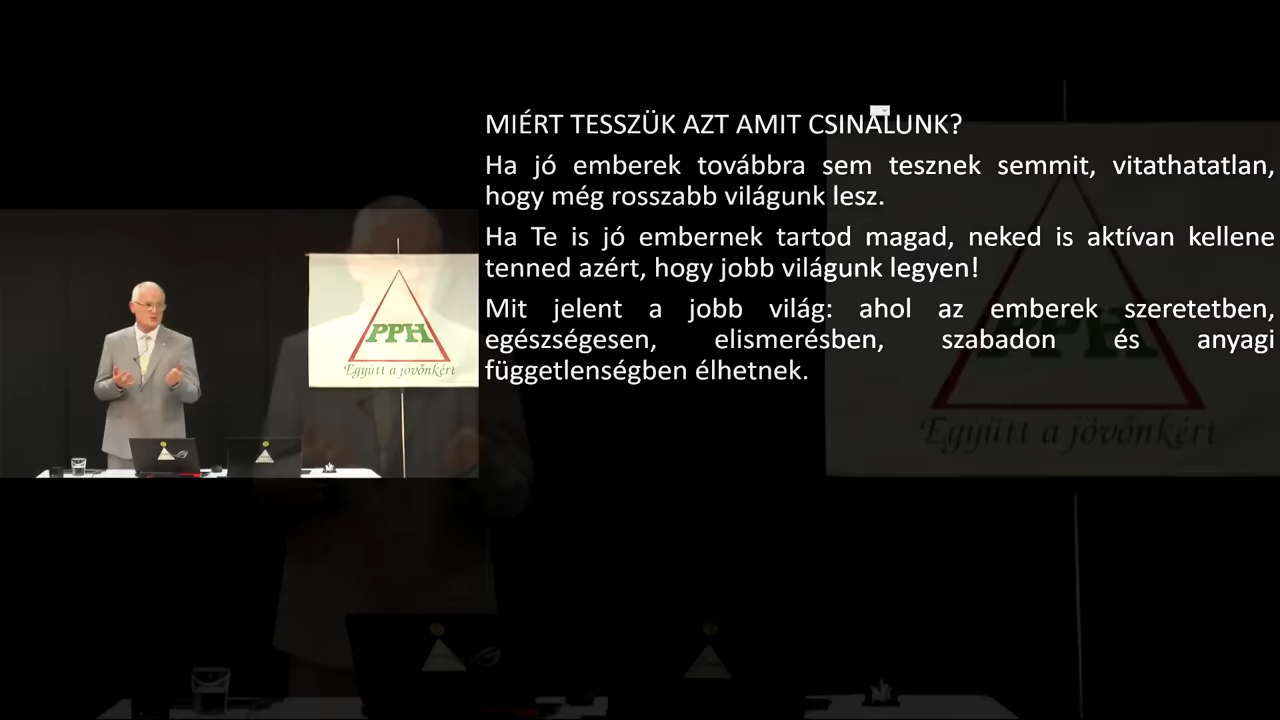 MIÉRT TESSZÜK AZT AMIT CSINÁLUNK?
Ha jó emberek továbbra sem tesznek semmit, vitathatatlan,
hogy még rosszabb világunk lesz.
Ha Te is jó embernek tartod magad, neked is aktívan kellene
tenned azért, hogy jobb világunk legyen!
Mit jelent a jobb világ: ahol az emberek szeretetben,
egészségesen, elismerésben, szabadon és anyagi
függetlenségben élhetnek.
PPH
Együtt a jövőnkért
PPH
Együtt a jövőnkért